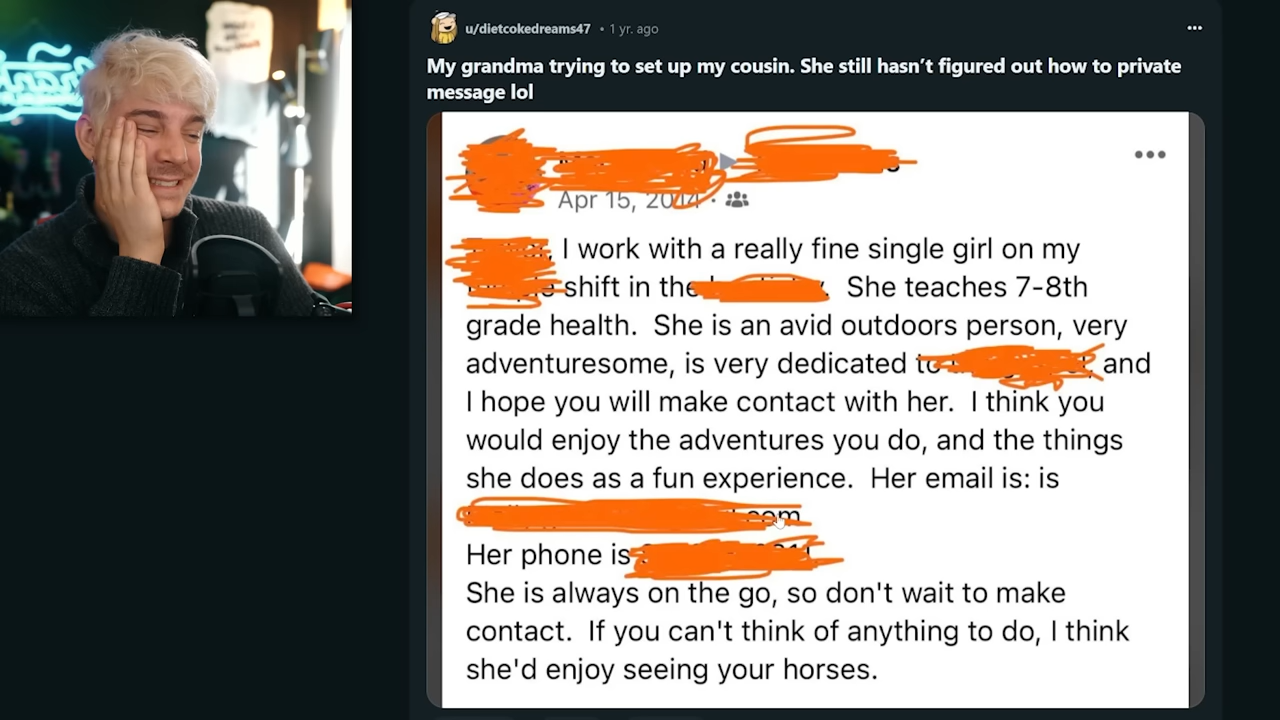 u/dietcokedreams47 • 1 yr. ago
My grandma trying to set up my cousin. She still hasn’t figured out how to private
message lol
Apr 15, 2014
, I work with a really fine single girl on my
shift in the . She teaches 7-8th
grade health. She is an avid outdoors person, very
adventuresome, is very dedicated to and
I hope you will make contact with her. I think you
would enjoy the adventures you do, and the things
she does as a fun experience. Her email is: is
.com
Her phone is
She is always on the go, so don't wait to make
contact. If you can't think of anything to do, I think
she'd enjoy seeing your horses.